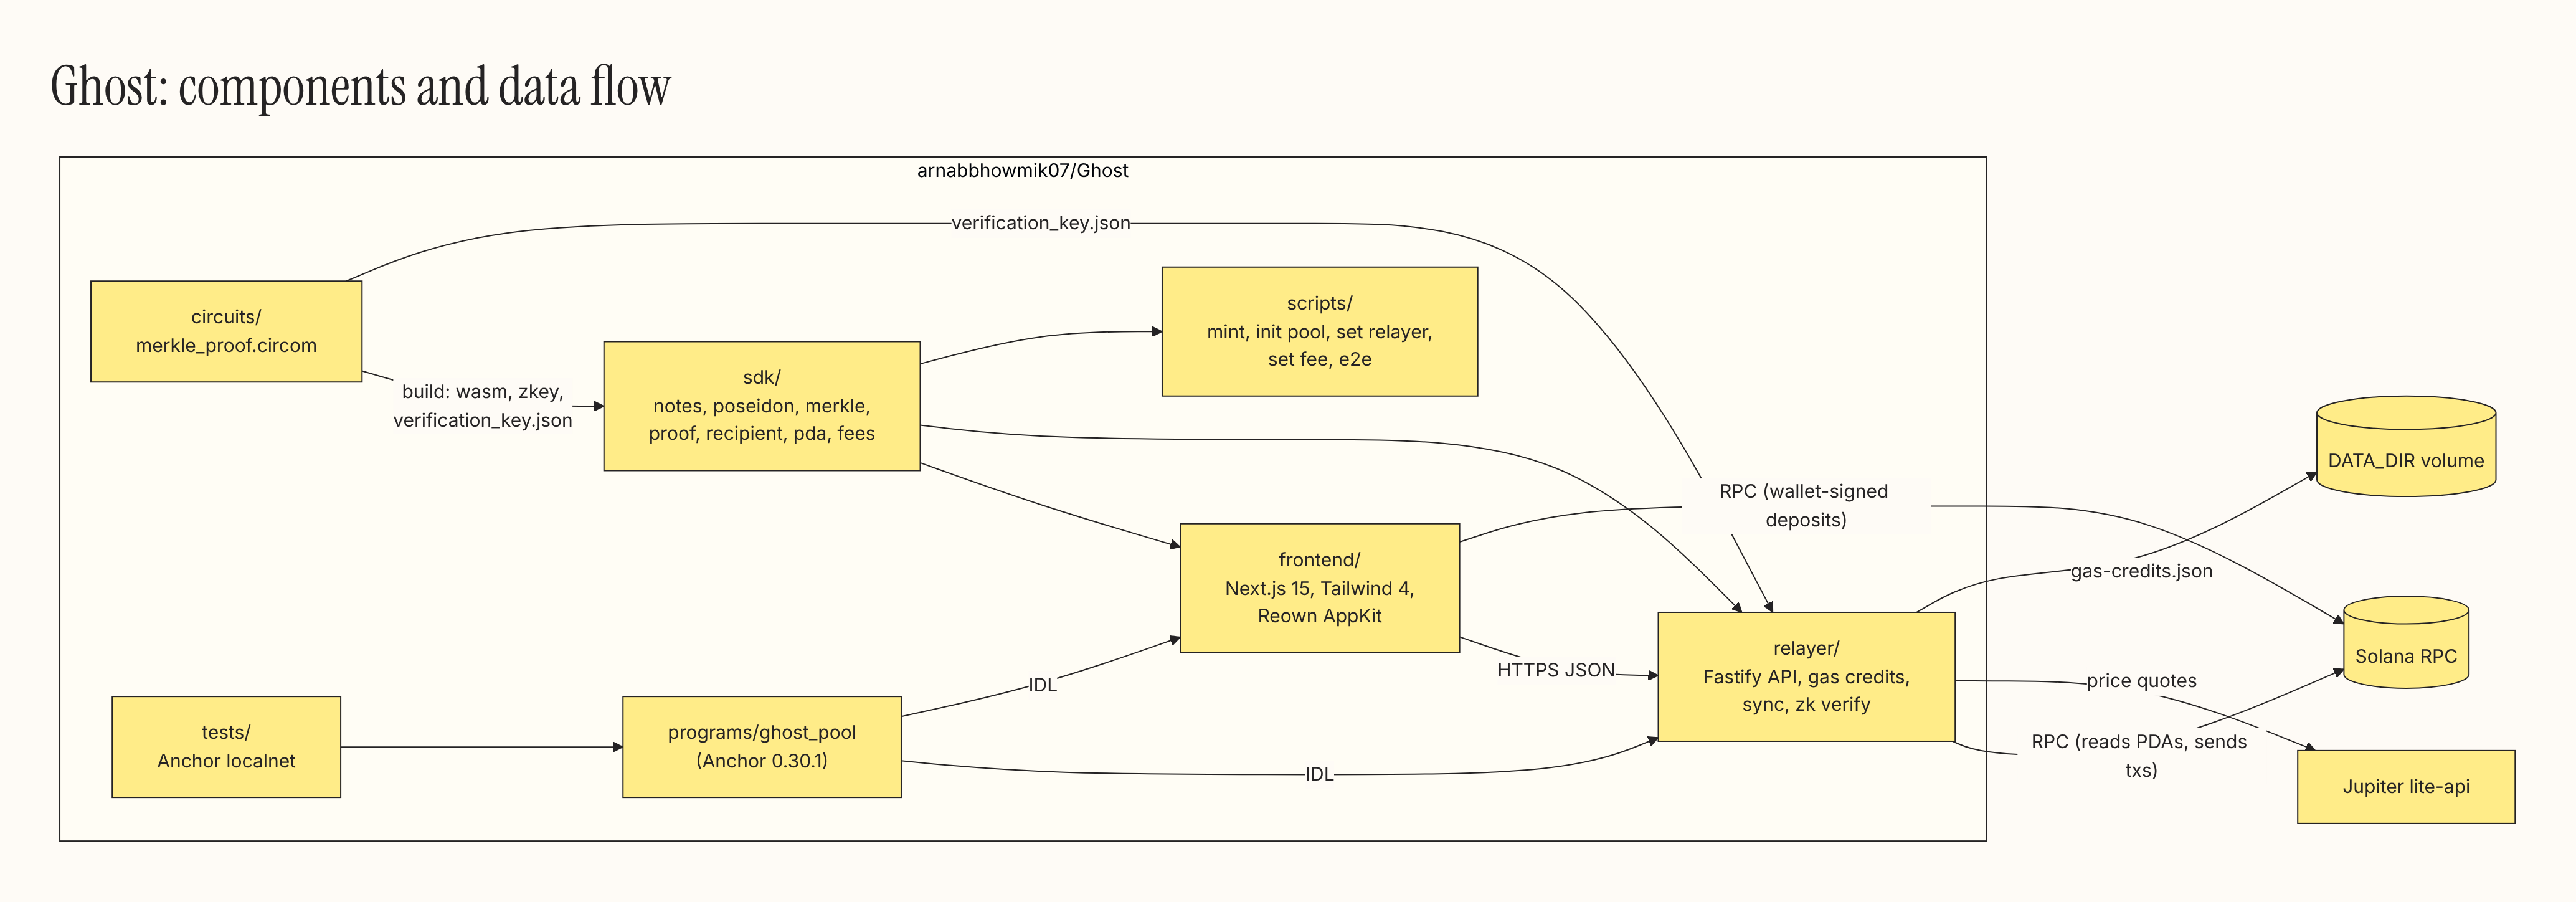 Ghost: components and data flow
arnabbhowmik07/Ghost
verification_key.json
circuits/
merkle_proof.circom
build: wasm, zkey,
verification_key.json
sdk/
notes, poseidon, merkle,
proof, recipient, pda, fees
scripts/
mint, init pool, set relayer,
set fee, e2e
frontend/
Next.js 15, Tailwind 4,
Reown AppKit
RPC (wallet-signed
deposits)
DATA_DIR volume
gas-credits.json
Solana RPC
HTTPS JSON
relayer/
Fastify API, gas credits,
sync, zk verify
price quotes
RPC (reads PDAs, sends
txs)
Jupiter lite-api
tests/
Anchor localnet
programs/ghost_pool
(Anchor 0.30.1)
IDL
IDL